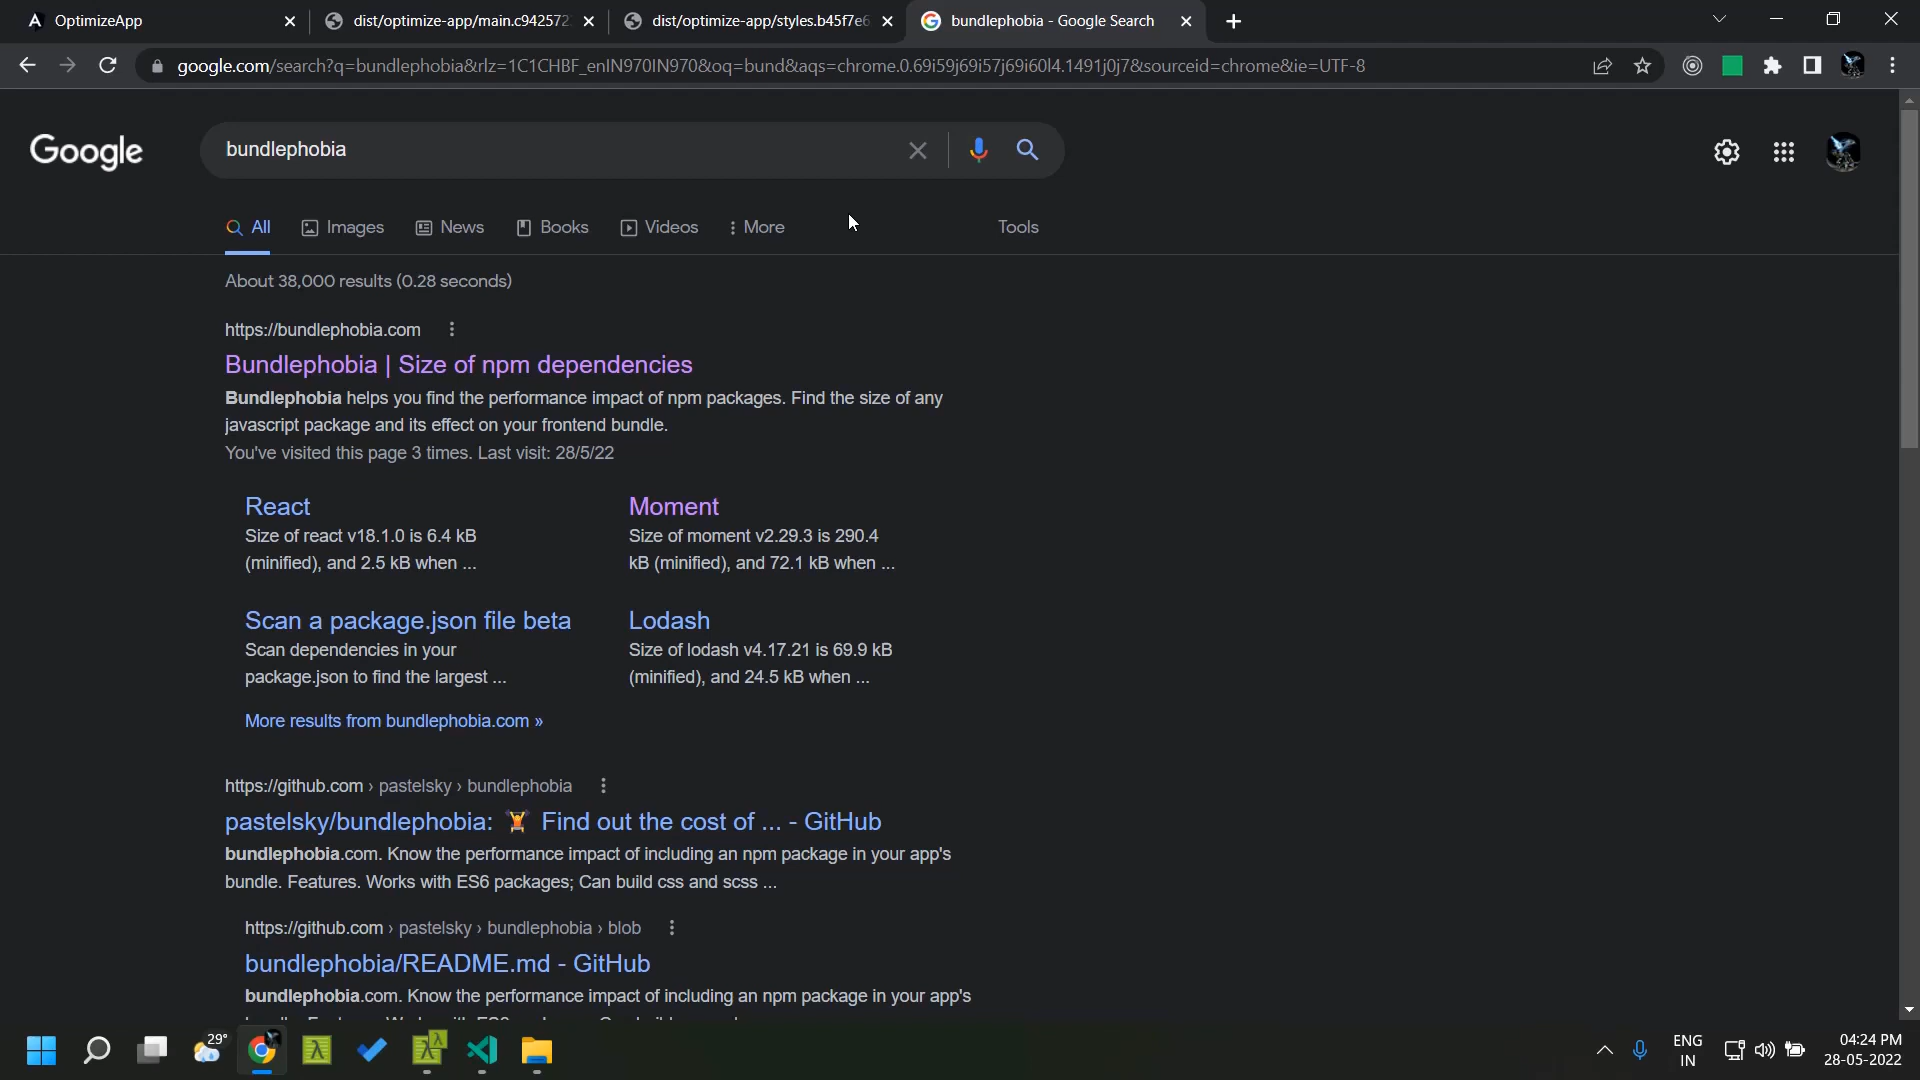 OptimizeApp
dist/optimize-app/main.c942572
dist/optimize-app/styles.b45f7e6
bundlephobia - Google Search
google.com/search?q=bundlephobia&rlz=1C1CHBF_enIN970IN970&oq=bund&aqs=chrome.0.69i59j69i57j69i60l4.1491j0j7&sourceid=chrome&ie=UTF-8
Google
bundlephobia
All
Images
News
Books
Videos
More
Tools
About 38,000 results (0.28 seconds)
https://bundlephobia.com
Bundlephobia | Size of npm dependencies
Bundlephobia helps you find the performance impact of npm packages. Find the size of any
javascript package and its effect on your frontend bundle.
You've visited this page 3 times. Last visit: 28/5/22
React
Size of react v18.1.0 is 6.4 kB
(minified), and 2.5 kB when ...
Moment
Size of moment v2.29.3 is 290.4
kB (minified), and 72.1 kB when ...
Scan a package.json file beta
Scan dependencies in your
package.json to find the largest ...
Lodash
Size of lodash v4.17.21 is 69.9 kB
(minified), and 24.5 kB when ...
More results from bundlephobia.com »
https://github.com › pastelsky › bundlephobia
pastelsky/bundlephobia: 🏋️ Find out the cost of ... - GitHub
bundlephobia.com. Know the performance impact of including an npm package in your app's
bundle. Features. Works with ES6 packages; Can build css and scss ...
https://github.com › pastelsky › bundlephobia › blob
bundlephobia/README.md - GitHub
bundlephobia.com. Know the performance impact of including an npm package in your app's
29°
ENG
IN
04:24 PM
28-05-2022